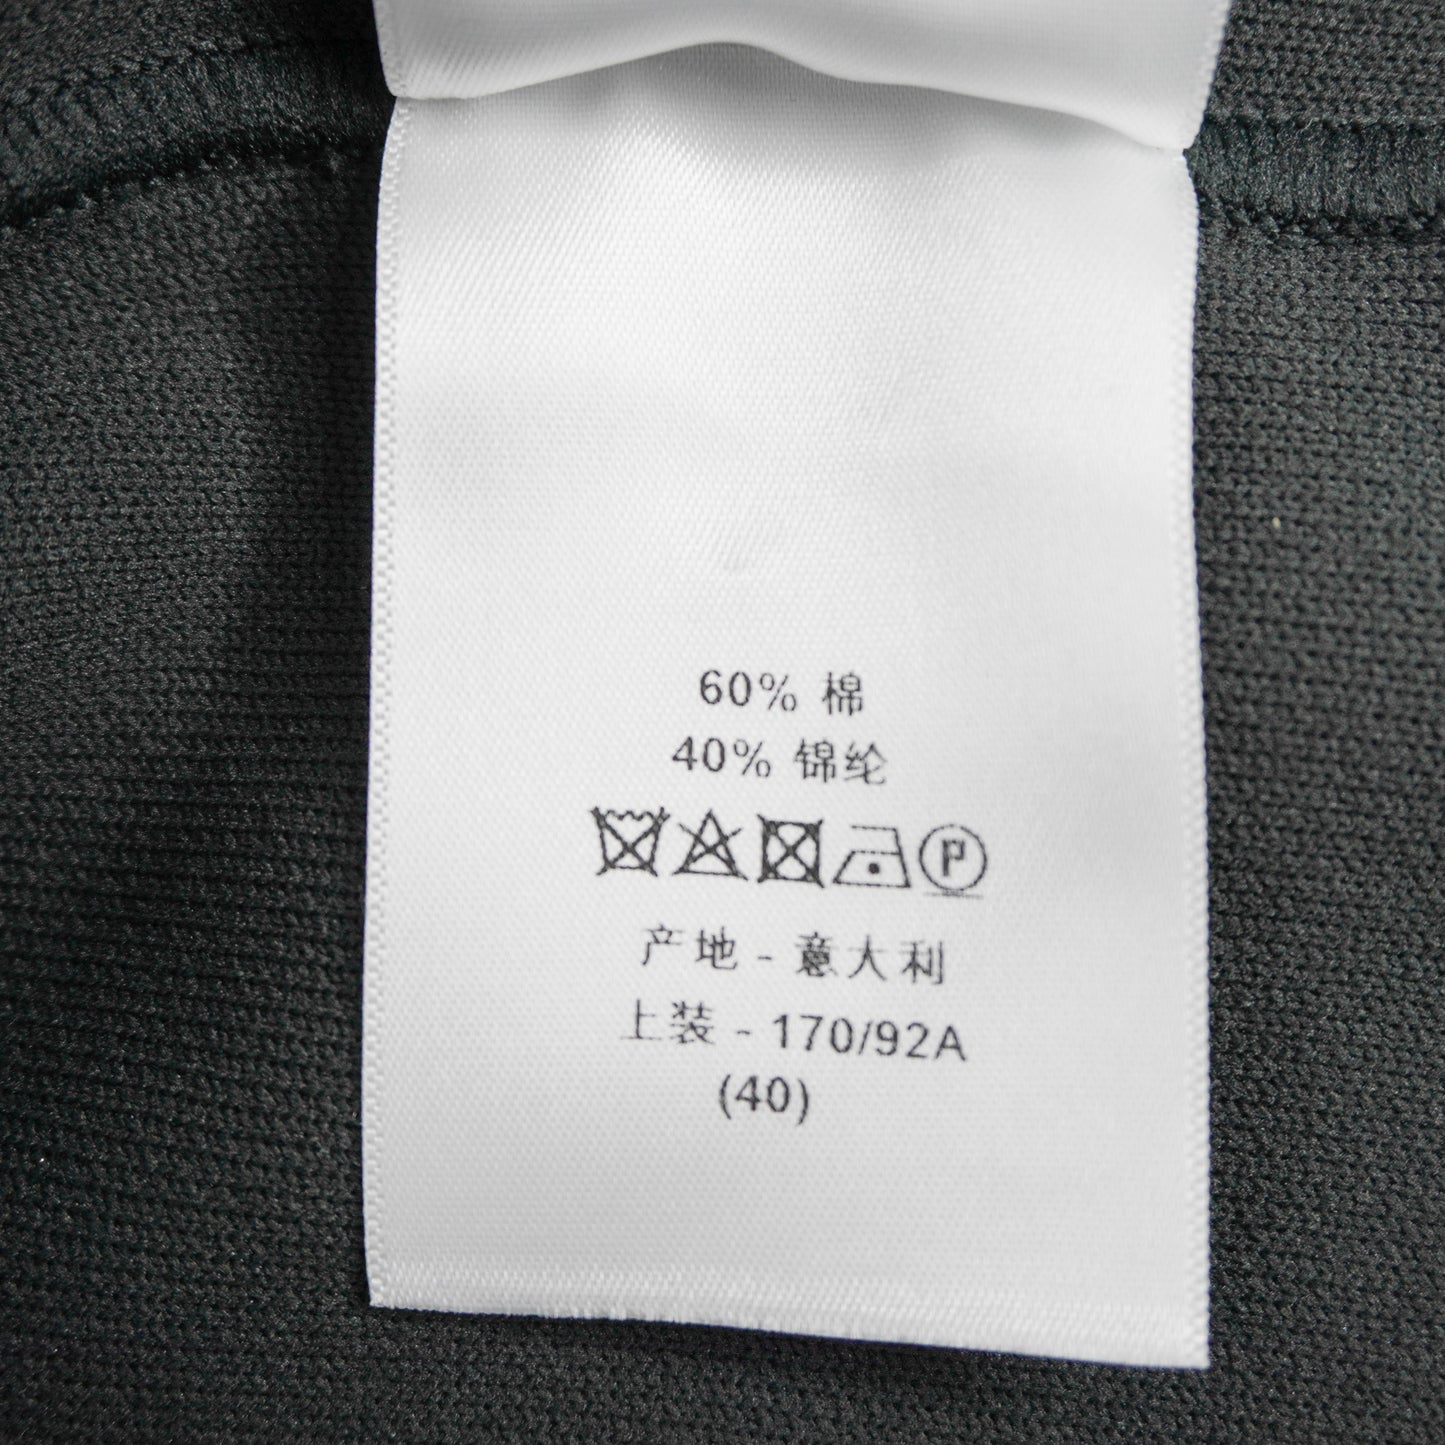 60% 棉
40% 锦纶
P
产地 - 意大利
上装 - 170/92A
(40)